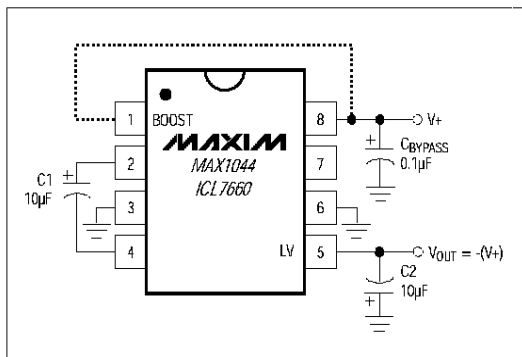 1
BOOST
8
V+
MAXIM
MAX1044
ICL7660
+
CBYPASS
0.1µF
2
7
+
C1
10µF
3
6
4
LV
5
VOUT = -(V+)
C2
10µF
+